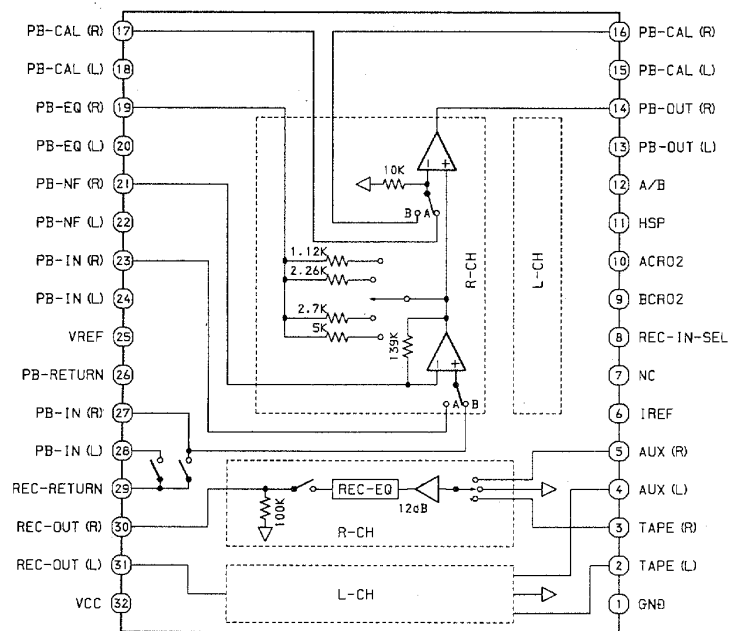 PB-CAL (R) 17
PB-CAL (L) 18
PB-EQ (R) 19
PB-EQ (L) 20
PB-NF (R) 21
PB-NF (L) 22
PB-IN (R) 23
PB-IN (L) 24
VREF 25
PB-RETURN 26
PB-IN (R) 27
PB-IN (L) 28
REC-RETURN 29
REC-OUT (R) 30
REC-OUT (L) 31
VCC 32
10K
- +
B A
1.12K
2.26K
2.7K
5K
139K
- +
A B
R-CH
L-CH
REC-EQ
12dB
100K
R-CH
L-CH
16 PB-CAL (R)
15 PB-CAL (L)
14 PB-OUT (R)
13 PB-OUT (L)
12 A/B
11 HSP
10 ACRO2
9 BCRO2
8 REC-IN-SEL
7 NC
6 IREF
5 AUX (R)
4 AUX (L)
3 TAPE (R)
2 TAPE (L)
1 GND